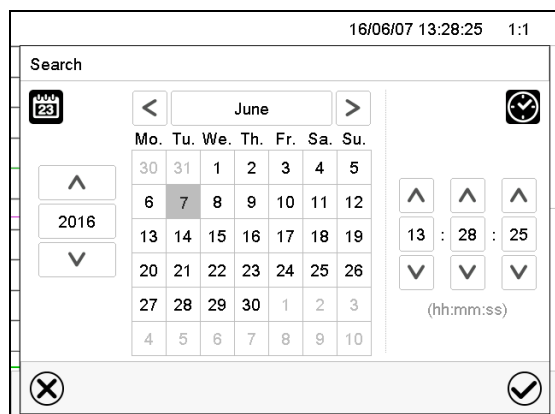 16/06/07 13:28:25 1:1
Search
23
June
Mo. Tu. We. Th. Fr. Sa. Su.
30 31 1 2 3 4 5
6 7 8 9 10 11 12
2016
13 14 15 16 17 18 19
13 : 28 : 25
20 21 22 23 24 25 26
27 28 29 30 1 2 3
(hh:mm:ss)
4 5 6 7 8 9 10